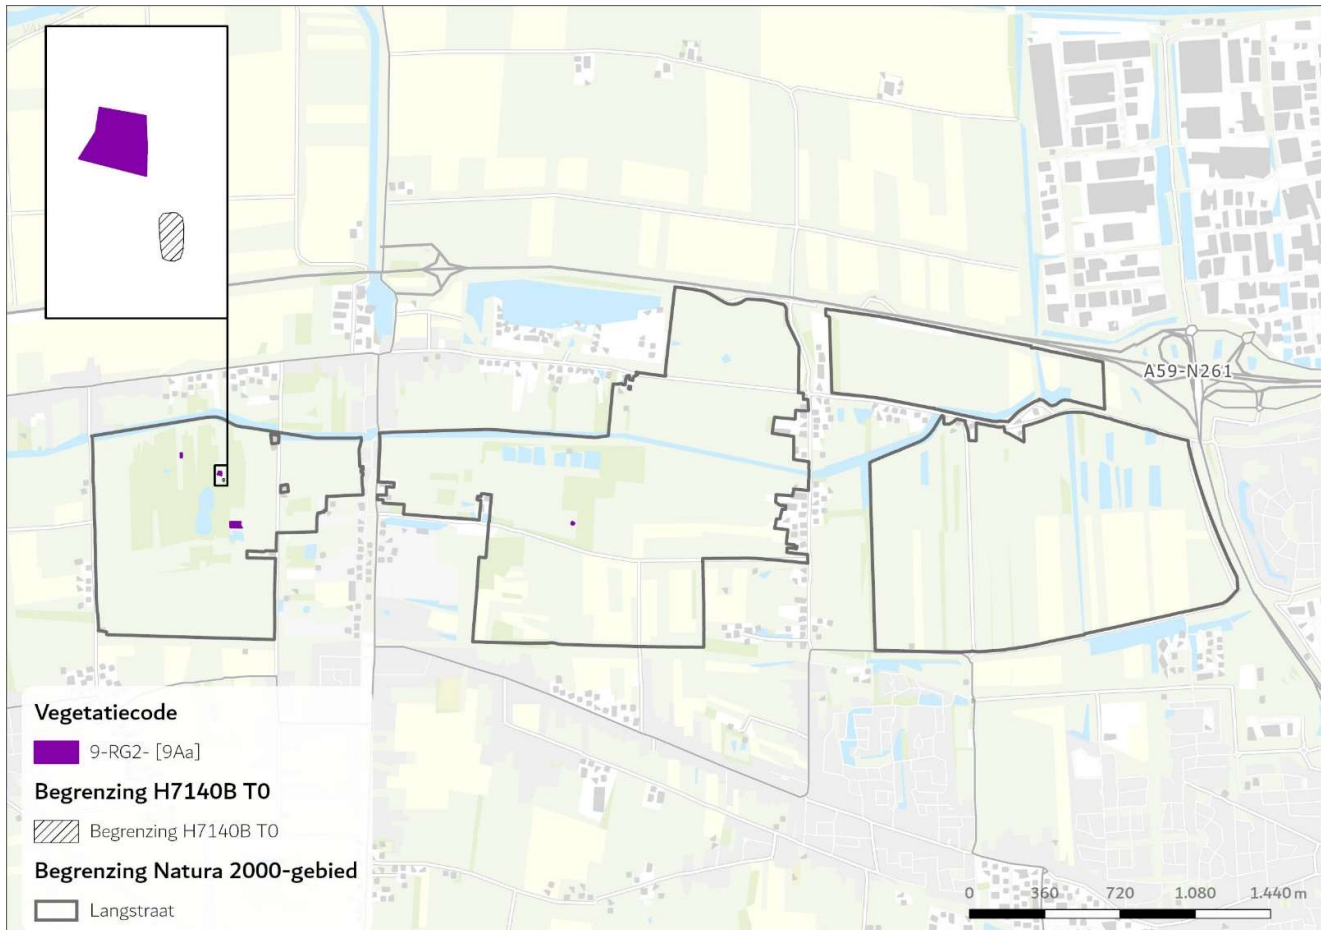 A59-N261
Vegetatiecode
9-RG2- [9Aa]
Begrenzing H7140B T0
Begrenzing H7140B T0
Begrenzing Natura 2000-gebied
Langstraat
0 360 720 1.080 1.440 m